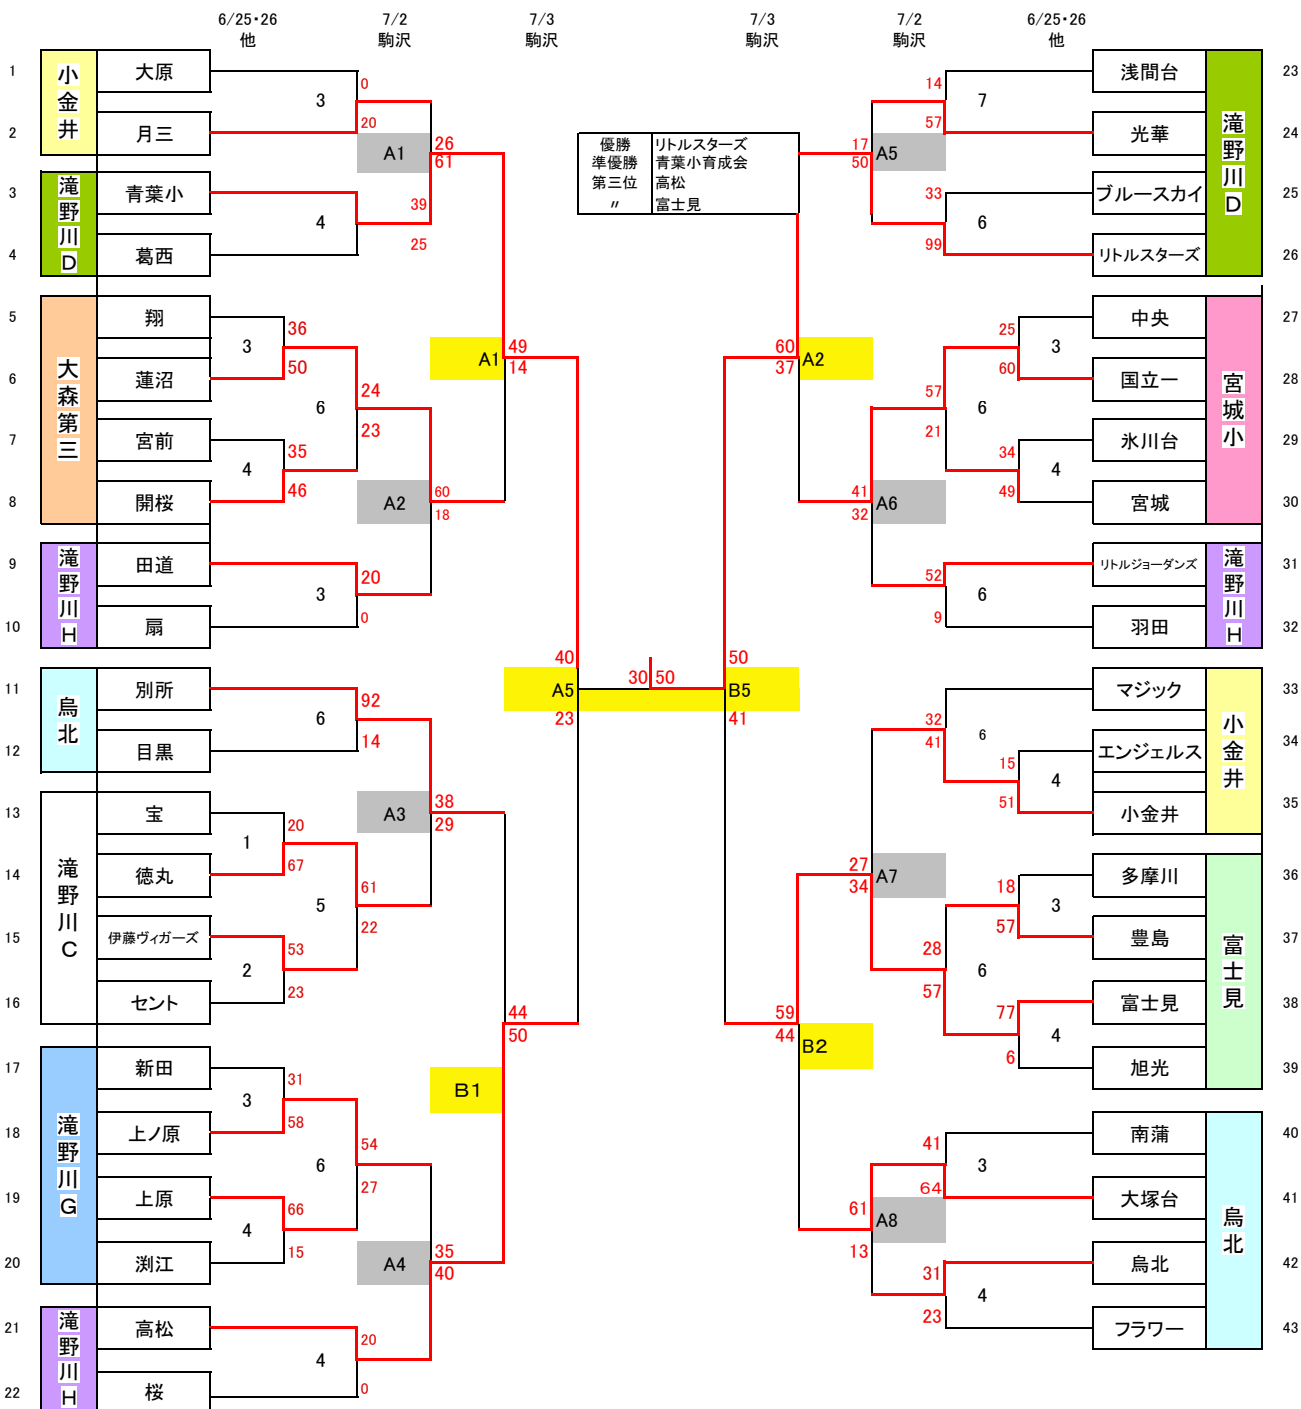 6/25・26 7/2 7/3 7/3 7/2 6/25・26
他 駒沢 駒沢 駒沢 駒沢 他
優勝 リトルスターズ
準優勝 青葉小育成会
第三位 高松
〃 富士見
小金井
1 大原
3
0
20
2 月三
A1
26
61
滝野川D
3 青葉小
4
39
25
4 葛西
A1
49
14
大森第三
5 翔
3
36
50
6 蓮沼
6
24
23
7 宮前
4
35
46
8 開桜
A2
60
18
滝野川H
9 田道
3
20
0
10 扇
40
A5
23
30 50
烏北
11 別所
6
92
14
12 目黒
A3
38
29
滝野川C
13 宝
1
20
67
14 徳丸
5
61
22
15 伊藤ヴィガーズ
2
53
23
16 セント
44
50
B1
滝野川G
17 新田
3
31
58
18 上ノ原
6
54
27
19 上原
4
66
15
20 渕江
A4
35
40
滝野川H
21 高松
4
20
0
22 桜
滝野川D
浅間台 23
14
7
57
光華 24
17
A5
50
ブルースカイ 25
33
6
99
リトルスターズ 26
60
A2
37
宮城小
中央 27
25
3
60
国立一 28
57
6
21
氷川台 29
34
4
49
宮城 30
41
A6
32
滝野川H
リトルジョーダンズ 31
52
6
9
羽田 32
50
B5
41
小金井
マジック 33
32
6
41
エンジェルス 34
15
4
51
小金井 35
27
A7
34
富士見
多摩川 36
18
3
57
豊島 37
28
6
57
富士見 38
77
4
6
旭光 39
59
B2
44
烏北
南蒲 40
41
3
64
大塚台 41
61
A8
13
烏北 42
31
4
23
フラワー 43